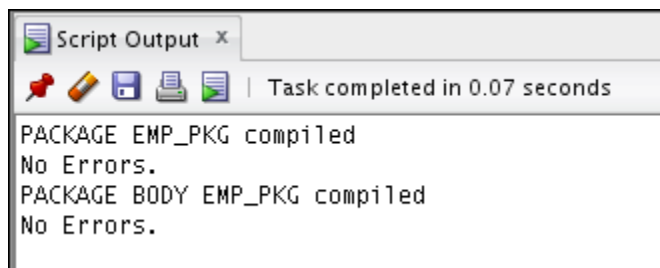 Script Output x
Task completed in 0.07 seconds
PACKAGE EMP_PKG compiled
No Errors.
PACKAGE BODY EMP_PKG compiled
No Errors.